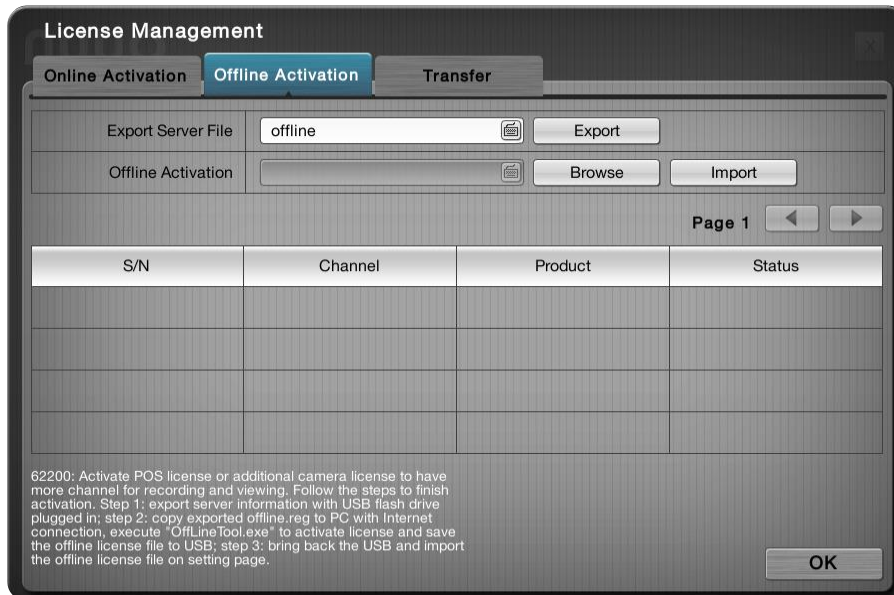 License Management
Online Activation
Offline Activation
Transfer
Export Server File
offline
Export
Offline Activation
Browse
Import
Page 1
S/N
Channel
Product
Status
62200: Activate POS license or additional camera license to have
more channel for recording and viewing. Follow the steps to finish
activation. Step 1: export server information with USB flash drive
plugged in; step 2: copy exported offline.reg to PC with Internet
connection, execute "OffLineTool.exe" to activate license and save
the offline license file to USB; step 3: bring back the USB and import
the offline license file on setting page.
OK